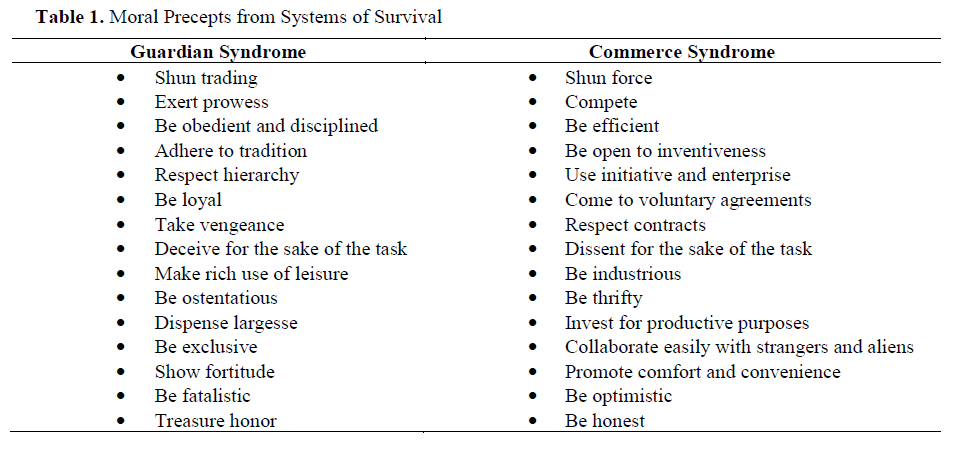 Table 1. Moral Precepts from Systems of Survival
Guardian Syndrome Commerce Syndrome
• Shun trading • Shun force
• Exert prowess • Compete
• Be obedient and disciplined • Be efficient
• Adhere to tradition • Be open to inventiveness
• Respect hierarchy • Use initiative and enterprise
• Be loyal • Come to voluntary agreements
• Take vengeance • Respect contracts
• Deceive for the sake of the task • Dissent for the sake of the task
• Make rich use of leisure • Be industrious
• Be ostentatious • Be thrifty
• Dispense largesse • Invest for productive purposes
• Be exclusive • Collaborate easily with strangers and aliens
• Show fortitude • Promote comfort and convenience
• Be fatalistic • Be optimistic
• Treasure honor • Be honest